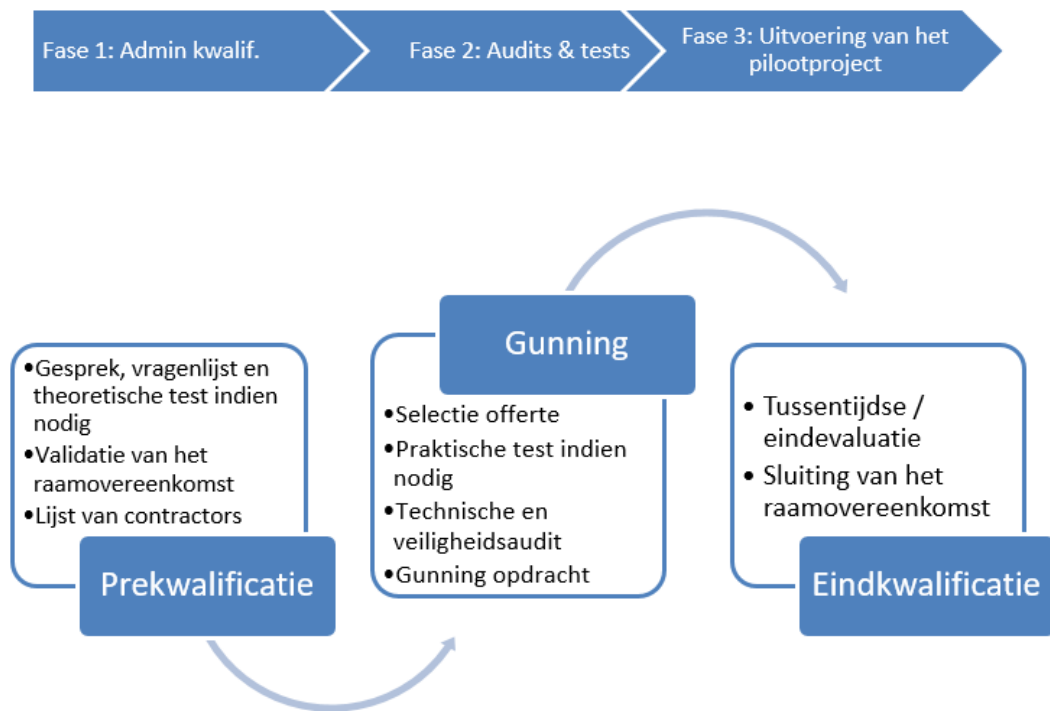 Fase 1: Admin kwalif.
Fase 2: Audits & tests
Fase 3: Uitvoering van het
pilootproject
•Gesprek, vragenlijst en
theoretische test indien
nodig
•Validatie van het
raamovereenkomst
•Lijst van contractors
Prekwalificatie
Gunning
•Selectie offerte
•Praktische test indien
nodig
•Technische en
veiligheidsaudit
•Gunning opdracht
• Tussentijdse /
eindevaluatie
• Sluiting van het
raamovereenkomst
Eindkwalificatie